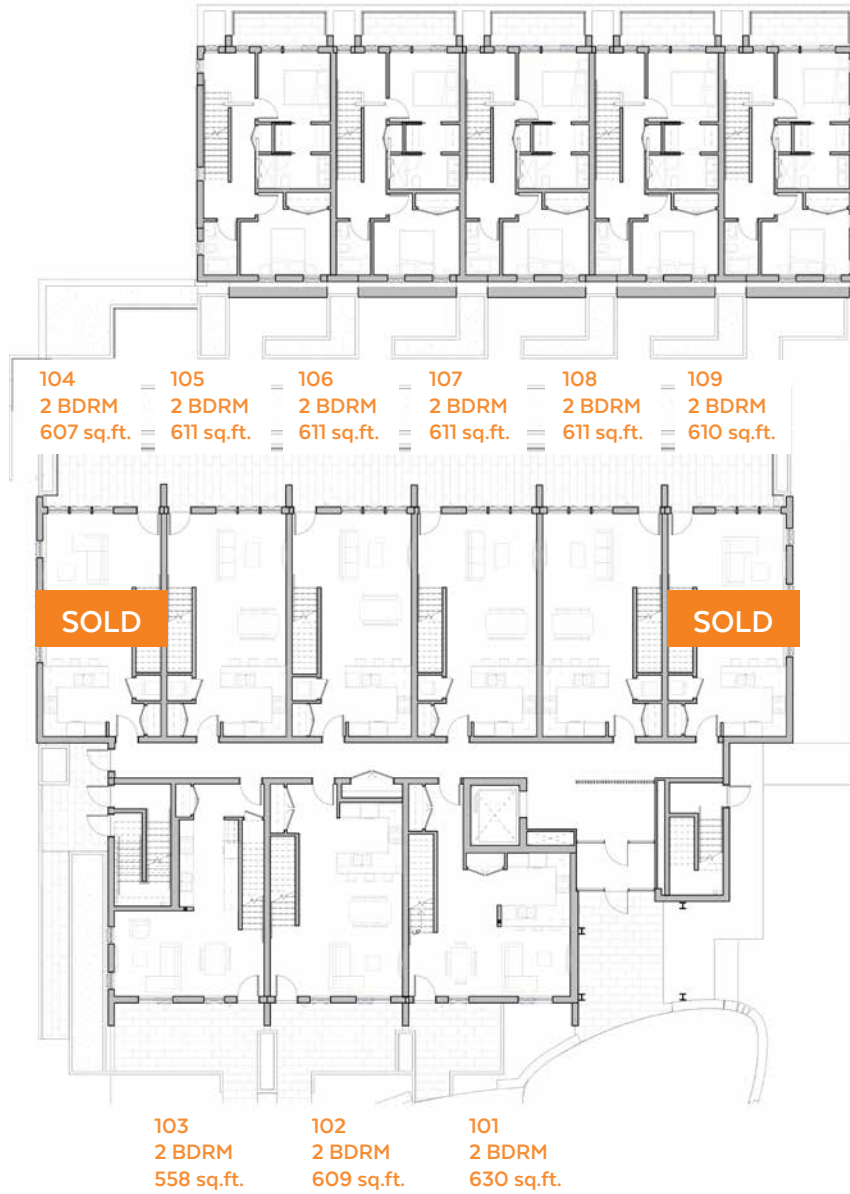 104
2 BDRM
607 sq.ft.
105
2 BDRM
611 sq.ft.
106
2 BDRM
611 sq.ft.
107
2 BDRM
611 sq.ft.
108
2 BDRM
611 sq.ft.
109
2 BDRM
610 sq.ft.
SOLD
SOLD
103
2 BDRM
558 sq.ft.
102
2 BDRM
609 sq.ft.
101
2 BDRM
630 sq.ft.